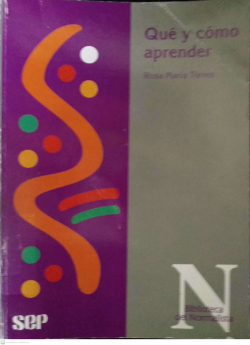 Qué y cómo
aprender
Rosa María Torres
SEP
N
Biblioteca
del Normalista